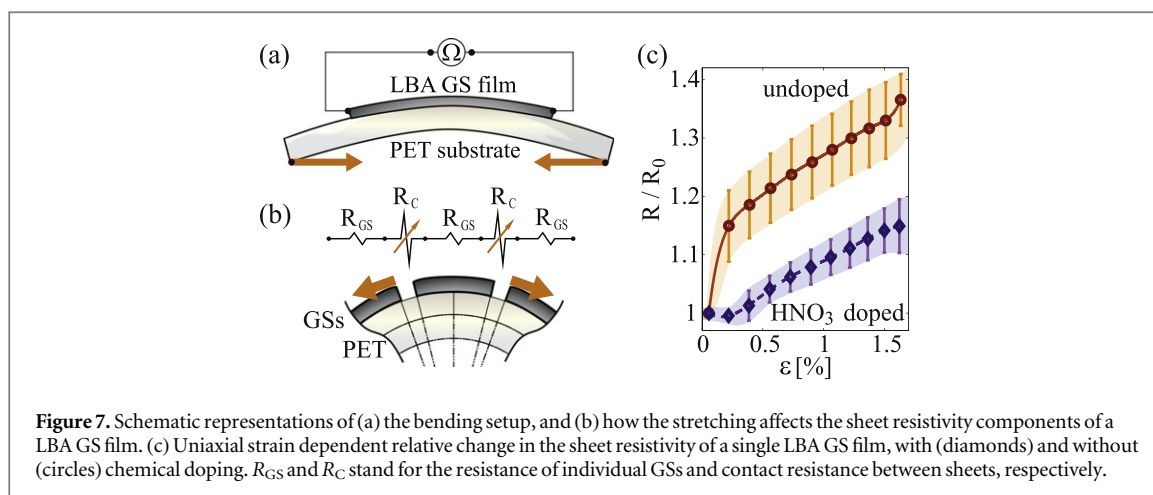 (a)
Ω
LBA GS film
PET substrate
(b)
R_GS R_C R_GS R_C R_GS
GSs
PET
(c)
1.4
1.3
1.2
1.1
1
R / R_0
undoped
HNO_3 doped
0 0.5 1 1.5
ε [%]
Figure 7. Schematic representations of (a) the bending setup, and (b) how the stretching affects the sheet resistivity components of a
LBA GS film. (c) Uniaxial strain dependent relative change in the sheet resistivity of a single LBA GS film, with (diamonds) and without
(circles) chemical doping. R_GS and R_C stand for the resistance of individual GSs and contact resistance between sheets, respectively.